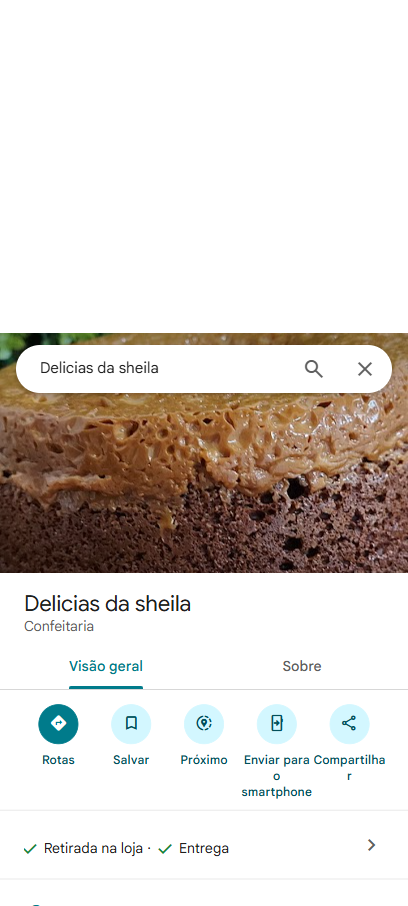 Delicias da sheila
Delicias da sheila
Confeitaria
Visão geral
Sobre
Rotas
Salvar
Próximo
Enviar para
o
smartphone
Compartilha
r
Retirada na loja · Entrega